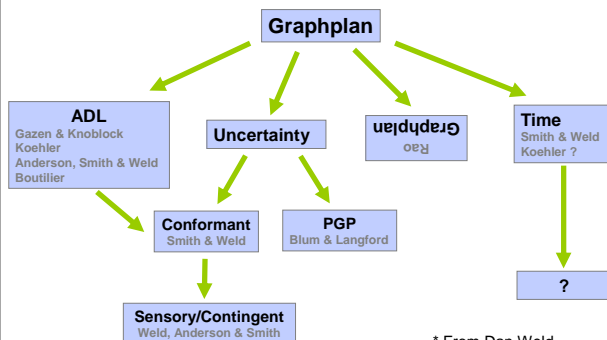 Graphplan
ADL
Gazen & Knoblock
Koehler
Anderson, Smith & Weld
Boutilier
Uncertainty
Graphplan
Rao
Time
Smith & Weld
Koehler ?
Conformant
Smith & Weld
PGP
Blum & Langford
?
Sensory/Contingent
Weld, Anderson & Smith
* From Dan Weld